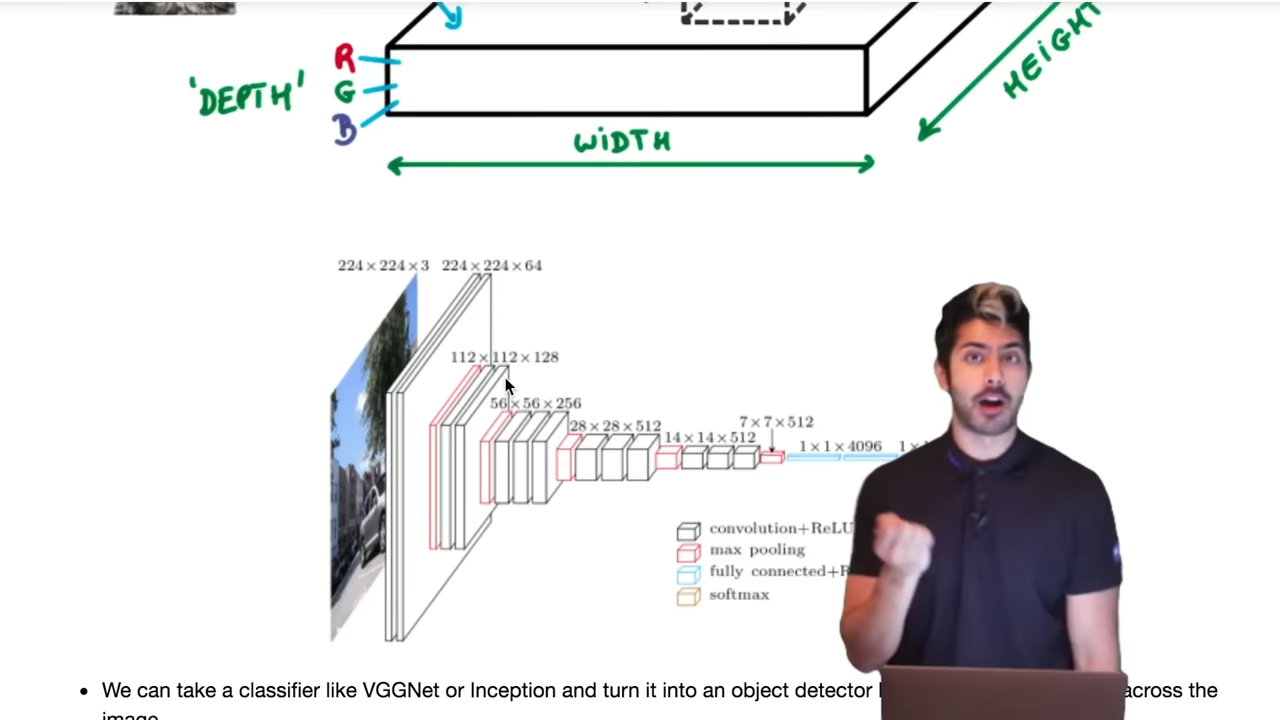 'DEPTH'
R
G
B
WIDTH
HEIGHT
224×224×3 224×224×64
112×112×128
56×56×256
28×28×512
14×14×512
7×7×512
1×1×4096
convolution+ReLU
max pooling
fully connected+R
softmax
• We can take a classifier like VGGNet or Inception and turn it into an object detector across the
image